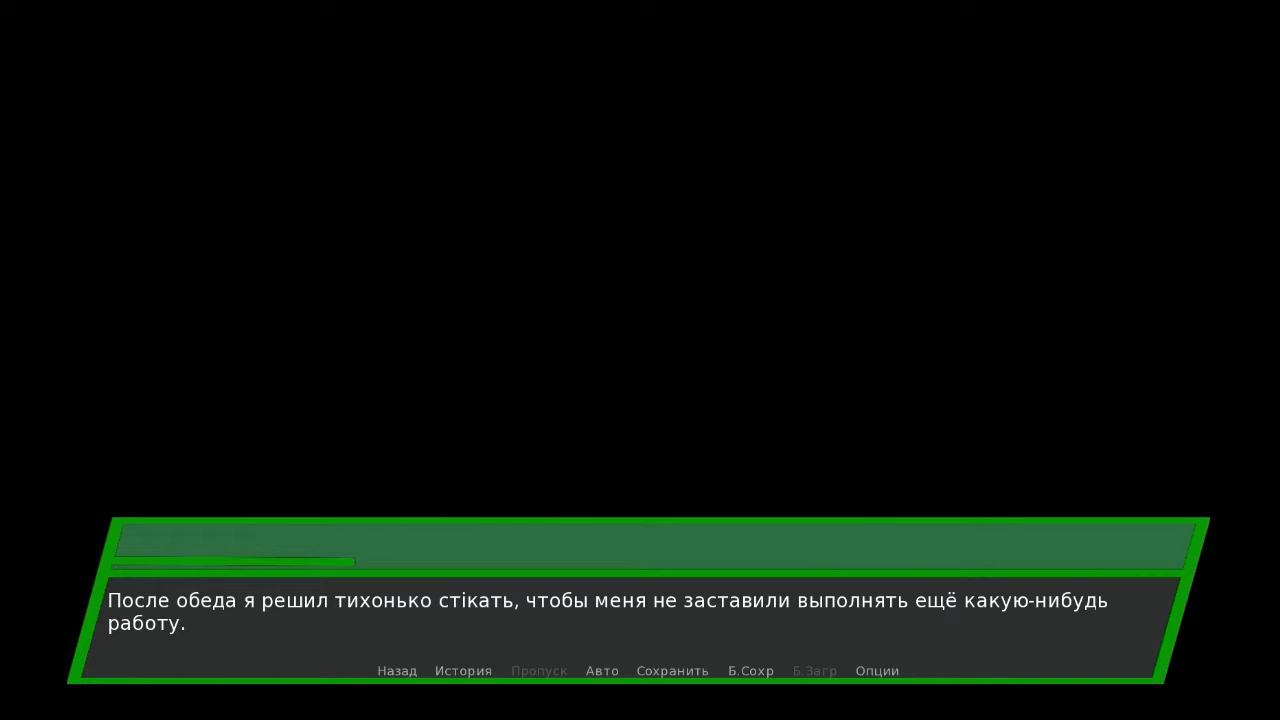 После обеда я решил тихонько стікать, чтобы меня не заставили выполнять ещё какую-нибудь
работу.
Назад История Пропуск Авто Сохранить Б.Сохр Б.Загр Опции